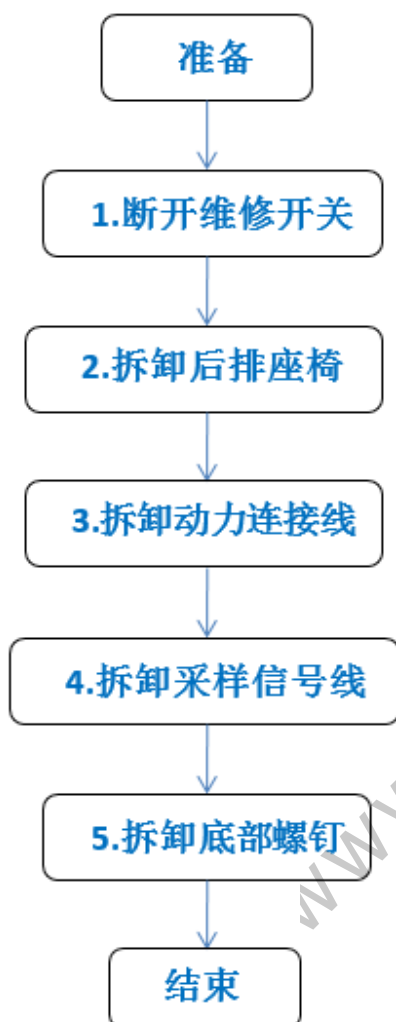 准备
1.断开维修开关
2.拆卸后排座椅
3.拆卸动力连接线
4.拆卸采样信号线
5.拆卸底部螺钉
www
结束